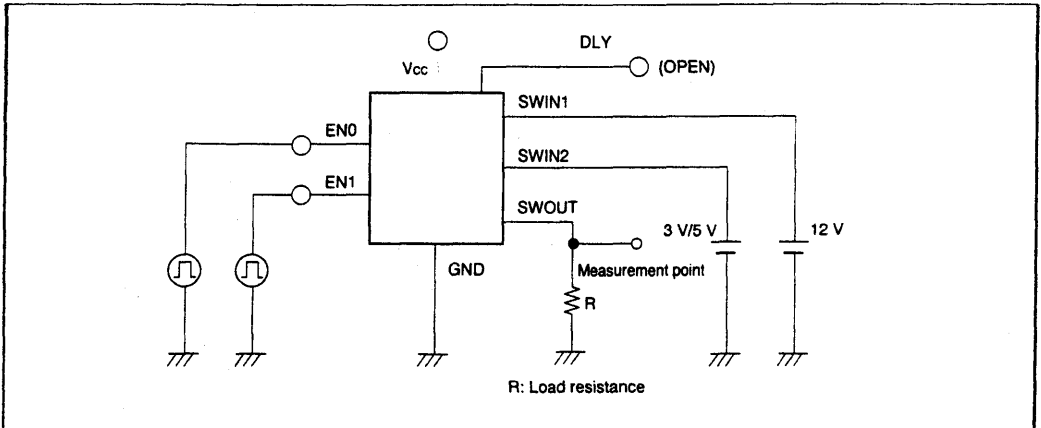 DLY
Vcc
(OPEN)
SWIN1
EN0
SWIN2
EN1
SWOUT
3 V/5 V
12 V
GND
Measurement point
R
R: Load resistance